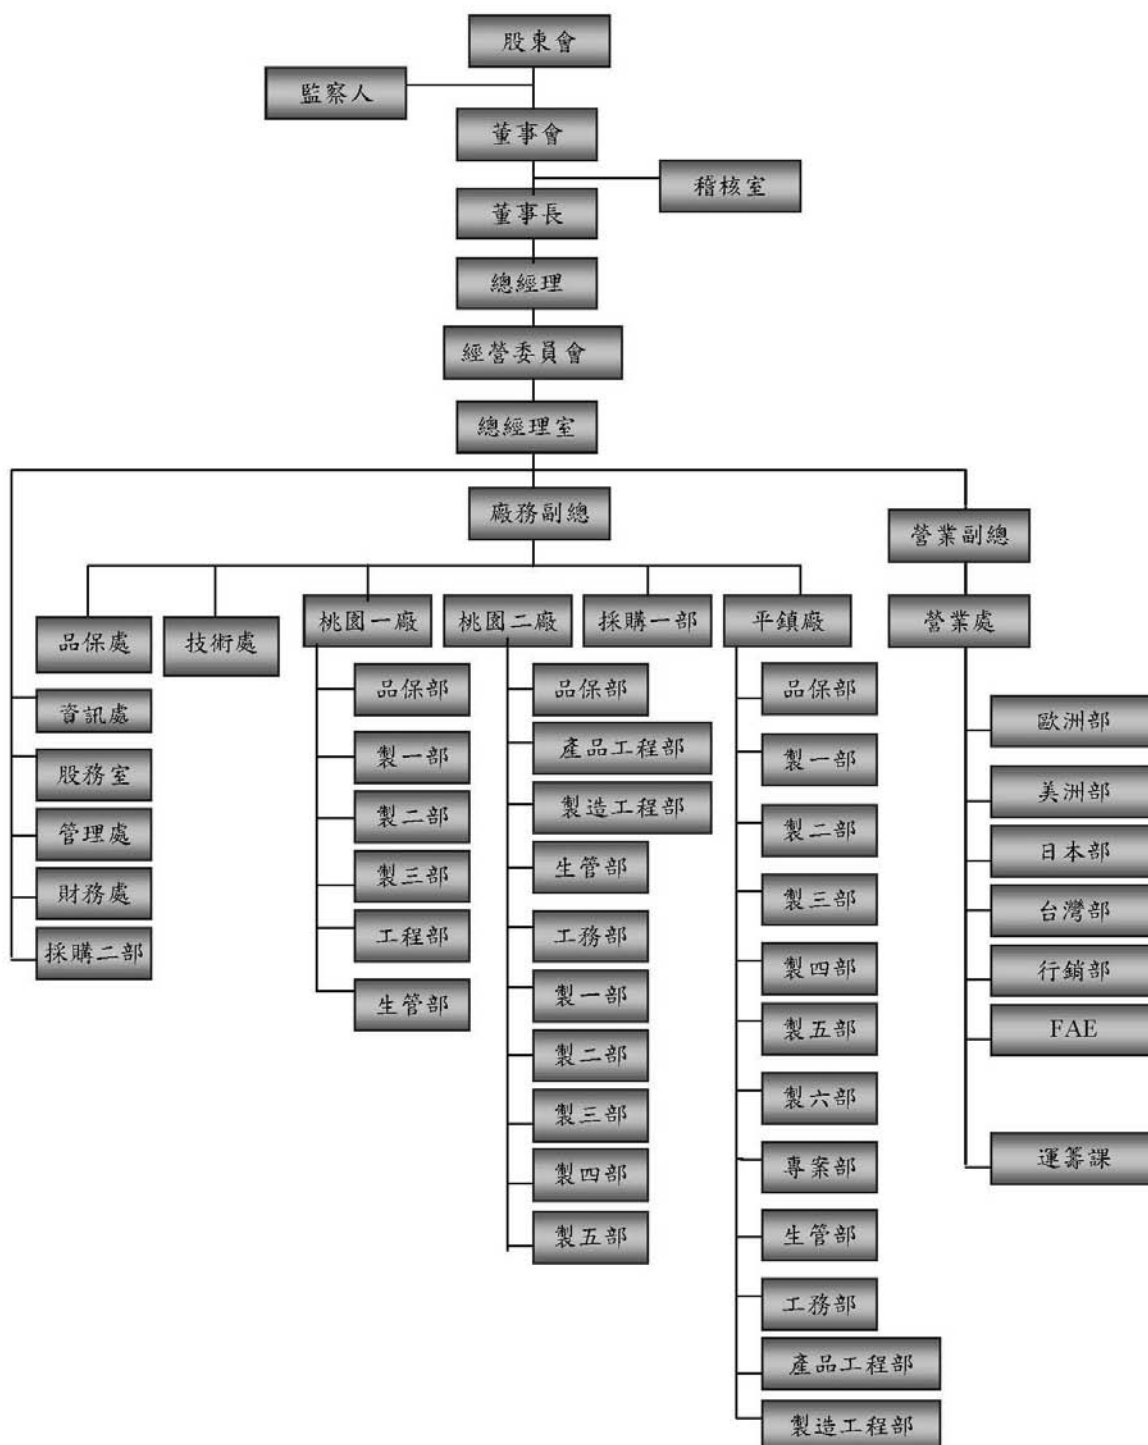 股東會
監察人
董事會
稽核室
董事長
總經理
經營委員會
總經理室
廠務副總
營業副總
品保處
技術處
桃園一廠
桃園二廠
採購一部
平鎮廠
營業處
資訊處
股務室
管理處
財務處
採購二部
品保部
製一部
製二部
製三部
工程部
生管部
品保部
產品工程部
製造工程部
生管部
工務部
製一部
製二部
製三部
製四部
製五部
品保部
製一部
製二部
製三部
製四部
製五部
製六部
專案部
生管部
工務部
產品工程部
製造工程部
歐洲部
美洲部
日本部
台灣部
行銷部
FAE
運籌課